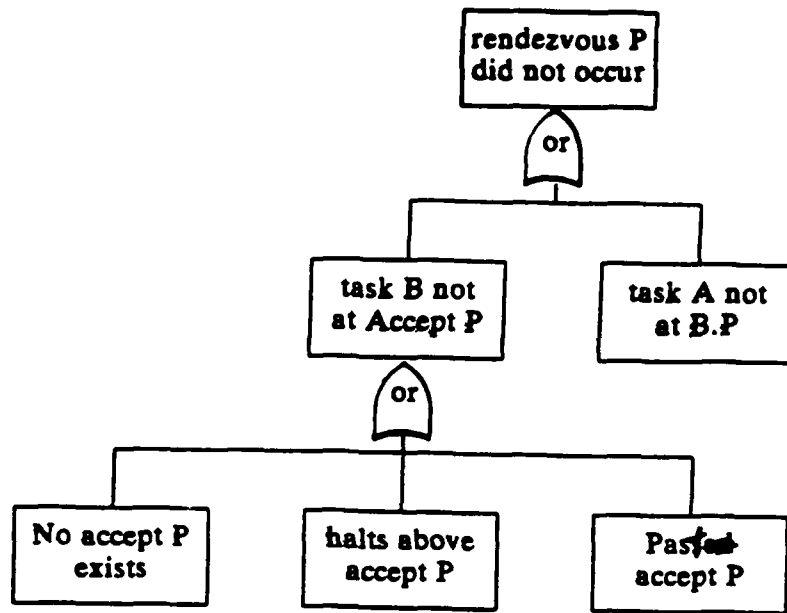 rendezvous P
did not occur
or
task B not
at Accept P
task A not
at B.P
or
No accept P
exists
halts above
accept P
Past
accept P